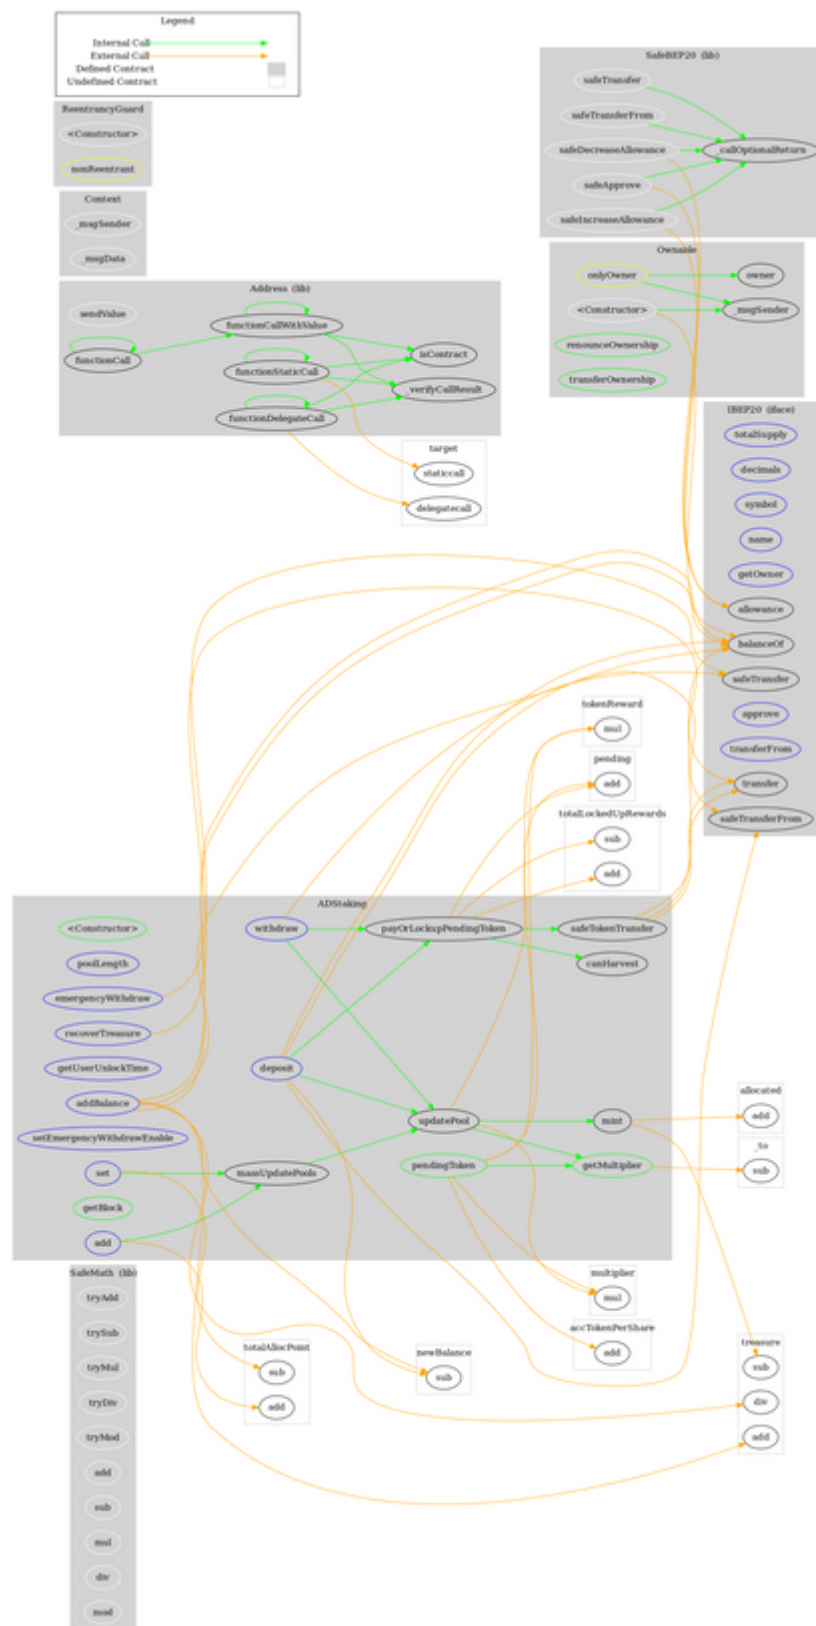 Legend
Internal Call
External Call
Defined Contract
Undefined Contract
ReentrancyGuard
<Constructor>
nonReentrant
Context
_msgSender
_msgData
Address (lib)
sendValue
functionCall
functionCallWithValue
functionStaticCall
functionDelegateCall
isContract
_verifyCallResult
target
staticcall
delegatecall
SafeBEP20 (lib)
safeTransfer
safeTransferFrom
safeDecreaseAllowance
safeApprove
safeIncreaseAllowance
_callOptionalReturn
Ownable
onlyOwner
<Constructor>
renounceOwnership
transferOwnership
owner
_msgSender
IBEP20 (iface)
totalSupply
decimals
symbol
name
getOwner
allowance
balanceOf
safeTransfer
approve
transferFrom
transfer
safeTransferFrom
tokenReward
mul
pending
add
totalLockedUpRewards
sub
add
ADStaking
<Constructor>
poolLength
emergencyWithdraw
recoverTreasure
getUserUnlockTime
addBalance
setEmergencyWithdrawEnable
set
getBlock
add
withdraw
deposit
massUpdatePools
payOrLockupPendingToken
updatePool
pendingToken
safeTokenTransfer
canHarvest
mint
getMultiplier
allocated
add
_to
sub
SafeMath (lib)
tryAdd
trySub
tryMul
tryDiv
tryMod
add
sub
mul
div
mod
totalAllocPoint
sub
add
newBalance
sub
multiplier
mul
accTokenPerShare
add
treasure
sub
div
add